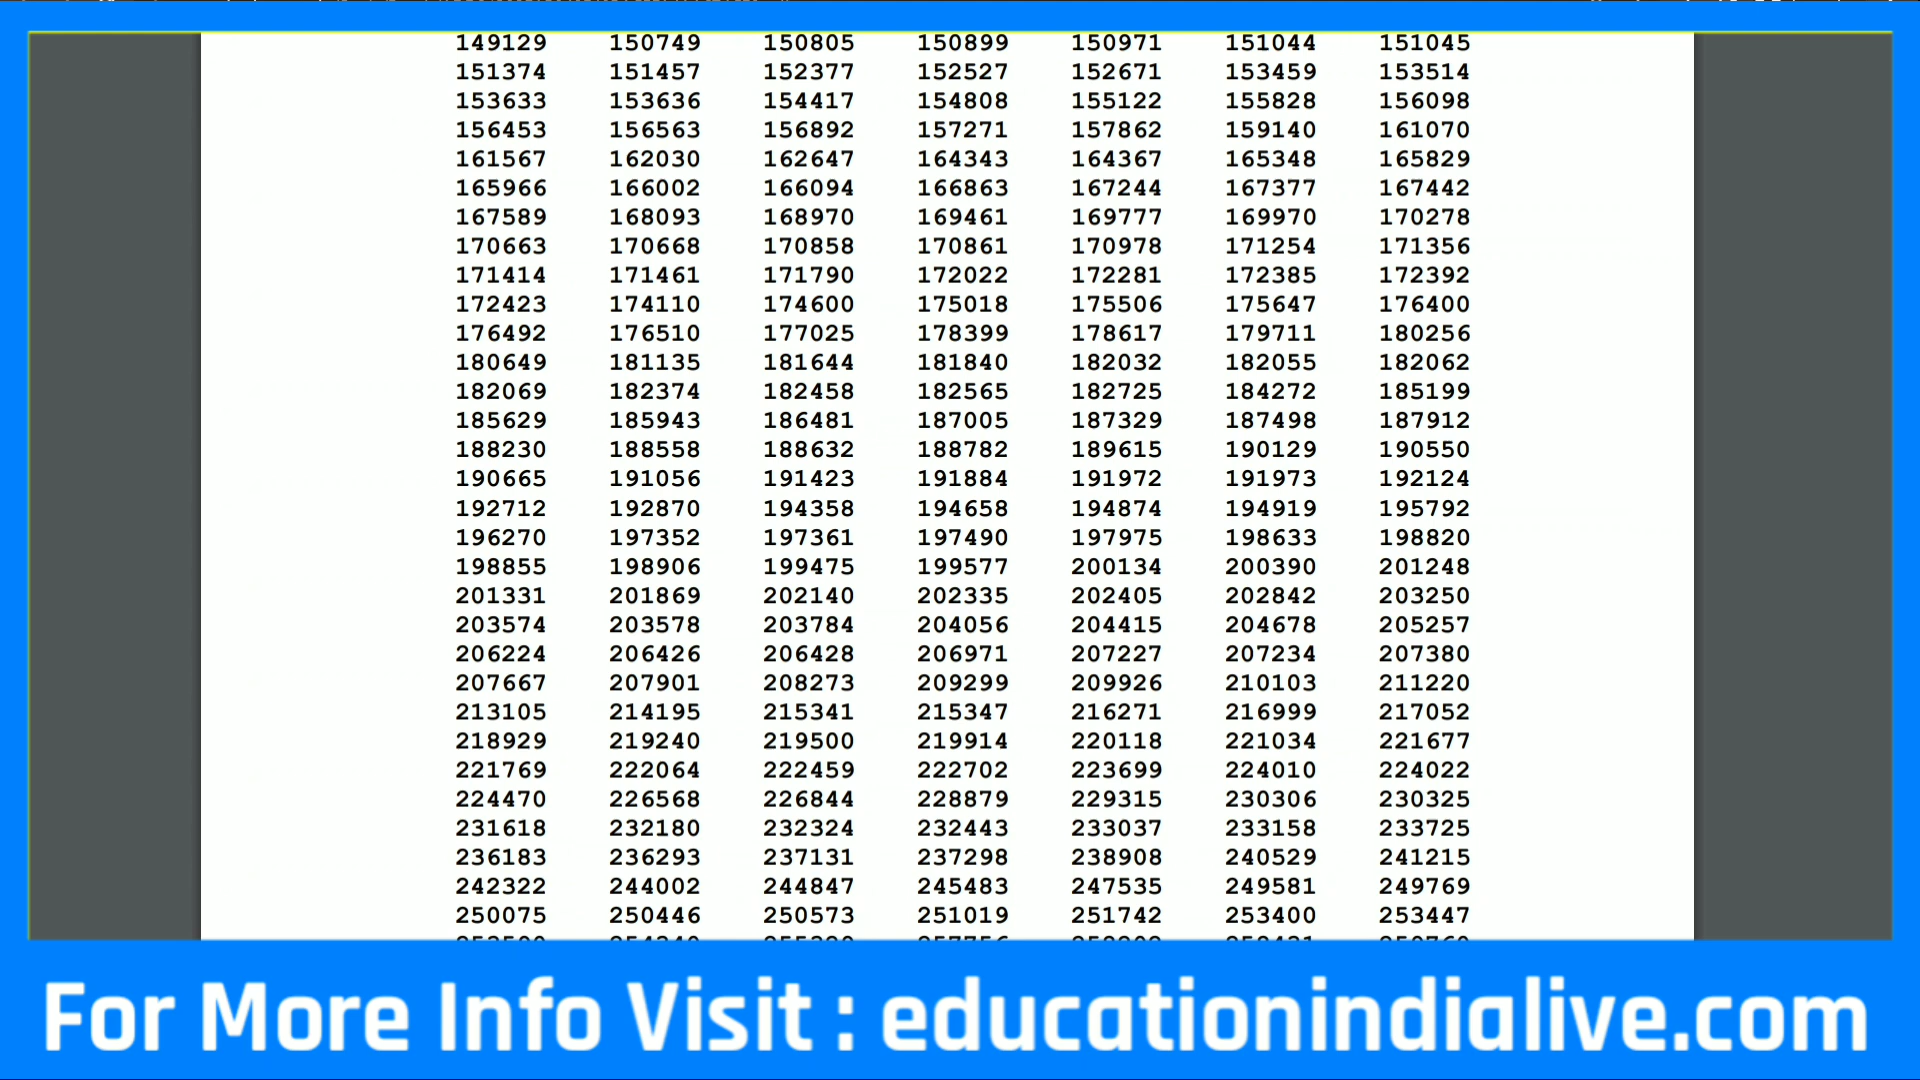 149129 150749 150805 150899 150971 151044 151045
151374 151457 152377 152527 152671 153459 153514
153633 153636 154417 154808 155122 155828 156098
156453 156563 156892 157271 157862 159140 161070
161567 162030 162647 164343 164367 165348 165829
165966 166002 166094 166863 167244 167377 167442
167589 168093 168970 169461 169777 169970 170278
170663 170668 170858 170861 170978 171254 171356
171414 171461 171790 172022 172281 172385 172392
172423 174110 174600 175018 175506 175647 176400
176492 176510 177025 178399 178617 179711 180256
180649 181135 181644 181840 182032 182055 182062
182069 182374 182458 182565 182725 184272 185199
185629 185943 186481 187005 187329 187498 187912
188230 188558 188632 188782 189615 190129 190550
190665 191056 191423 191884 191972 191973 192124
192712 192870 194358 194658 194874 194919 195792
196270 197352 197361 197490 197975 198633 198820
198855 198906 199475 199577 200134 200390 201248
201331 201869 202140 202335 202405 202842 203250
203574 203578 203784 204056 204415 204678 205257
206224 206426 206428 206971 207227 207234 207380
207667 207901 208273 209299 209926 210103 211220
213105 214195 215341 215347 216271 216999 217052
218929 219240 219500 219914 220118 221034 221677
221769 222064 222459 222702 223699 224010 224022
224470 226568 226844 228879 229315 230306 230325
231618 232180 232324 232443 233037 233158 233725
236183 236293 237131 237298 238908 240529 241215
242322 244002 244847 245483 247535 249581 249769
250075 250446 250573 251019 251742 253400 253447
For More Info Visit : educationindialive.com